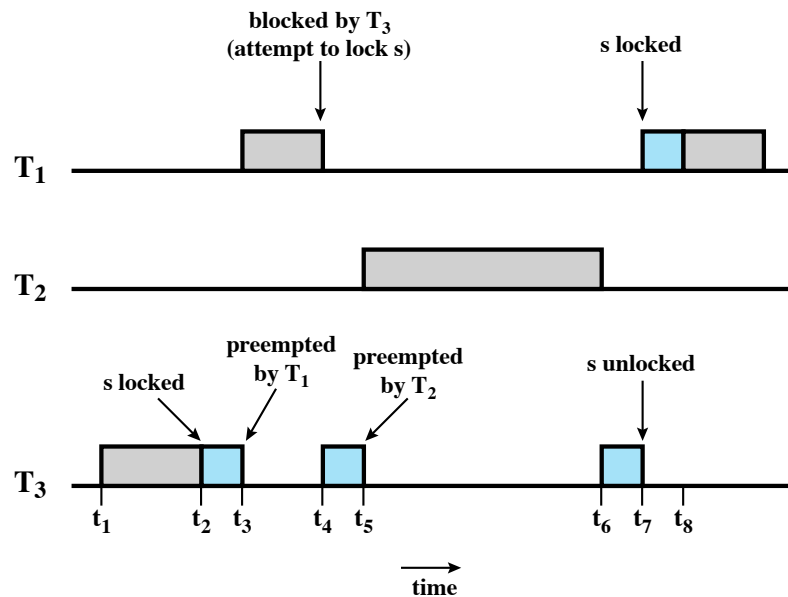 blocked by T3
(attempt to lock s)
s locked
T1
T2
preempted
by T1
preempted
by T2
s locked
s unlocked
T3
t1 t2 t3 t4 t5 t6 t7 t8
time